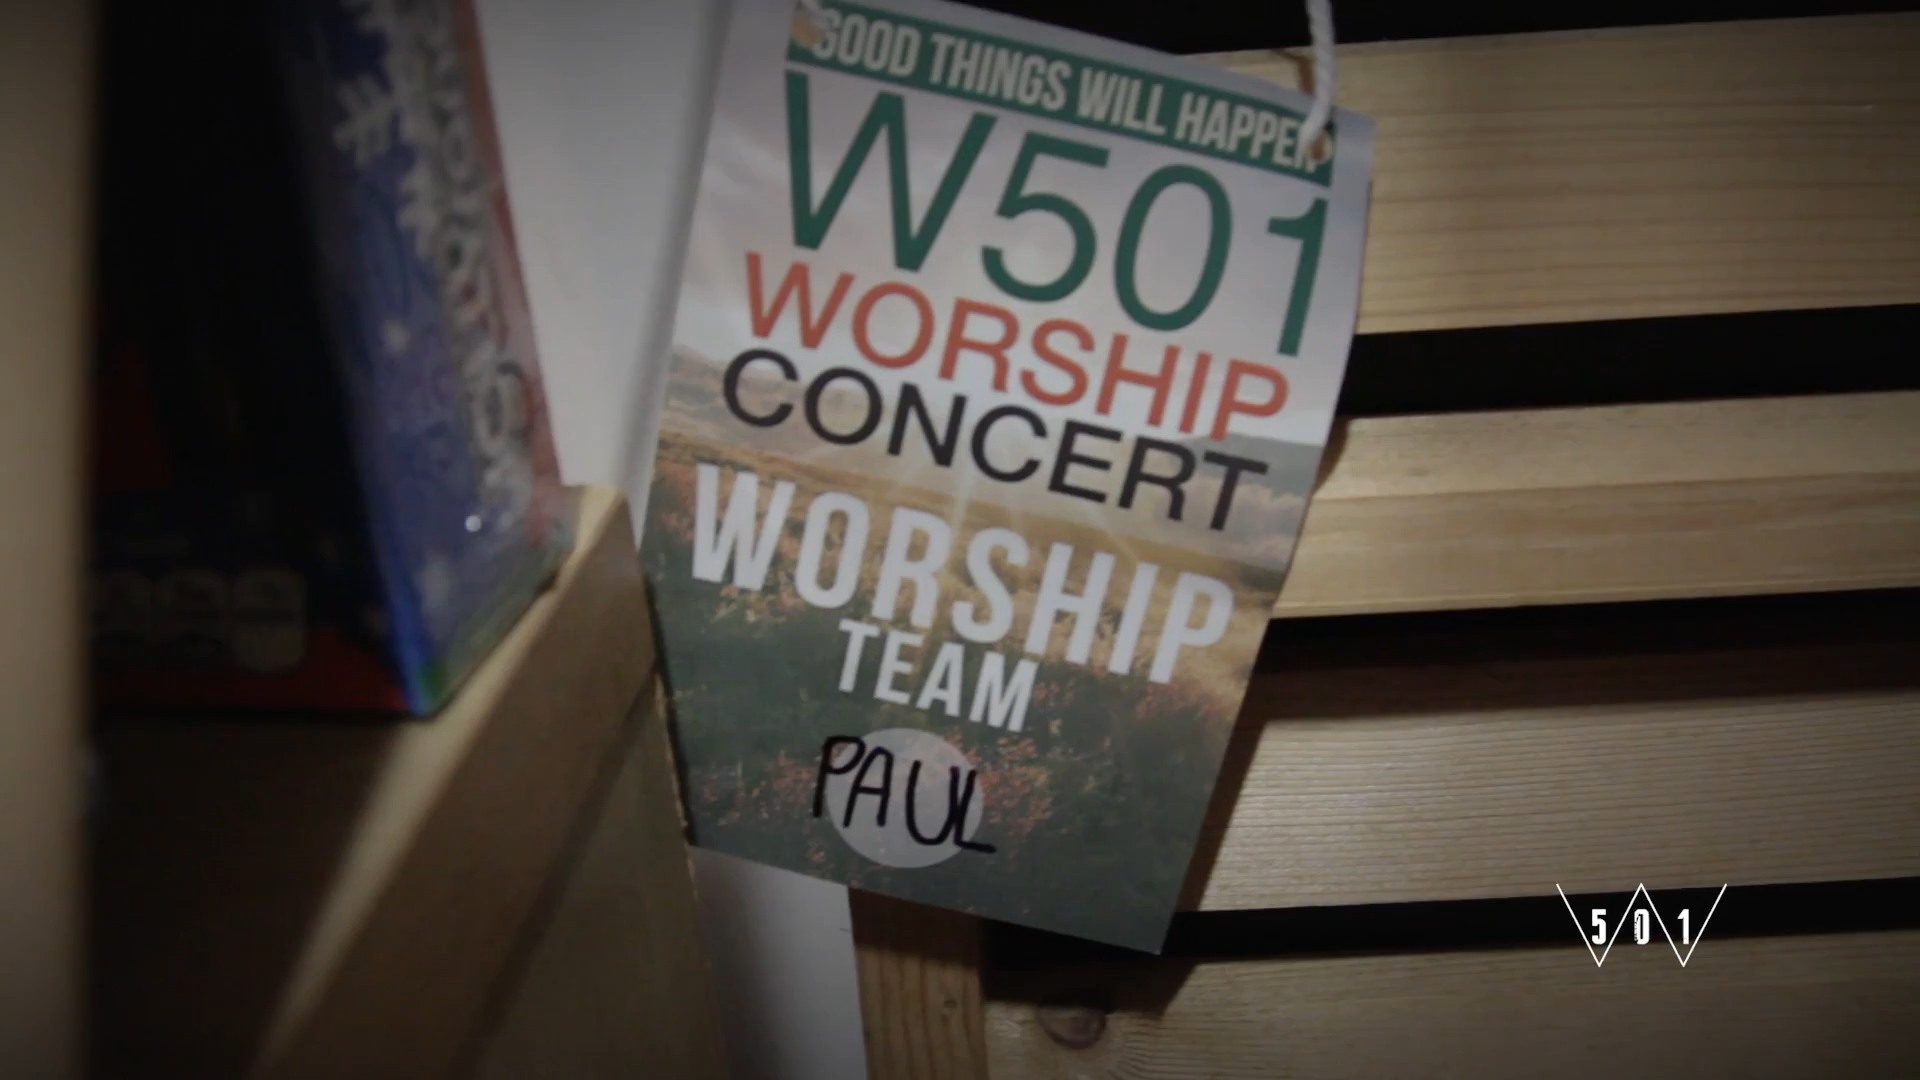 GOOD THINGS WILL HAPPEN
W501
WORSHIP
CONCERT
WORSHIP
TEAM
PAUL
501